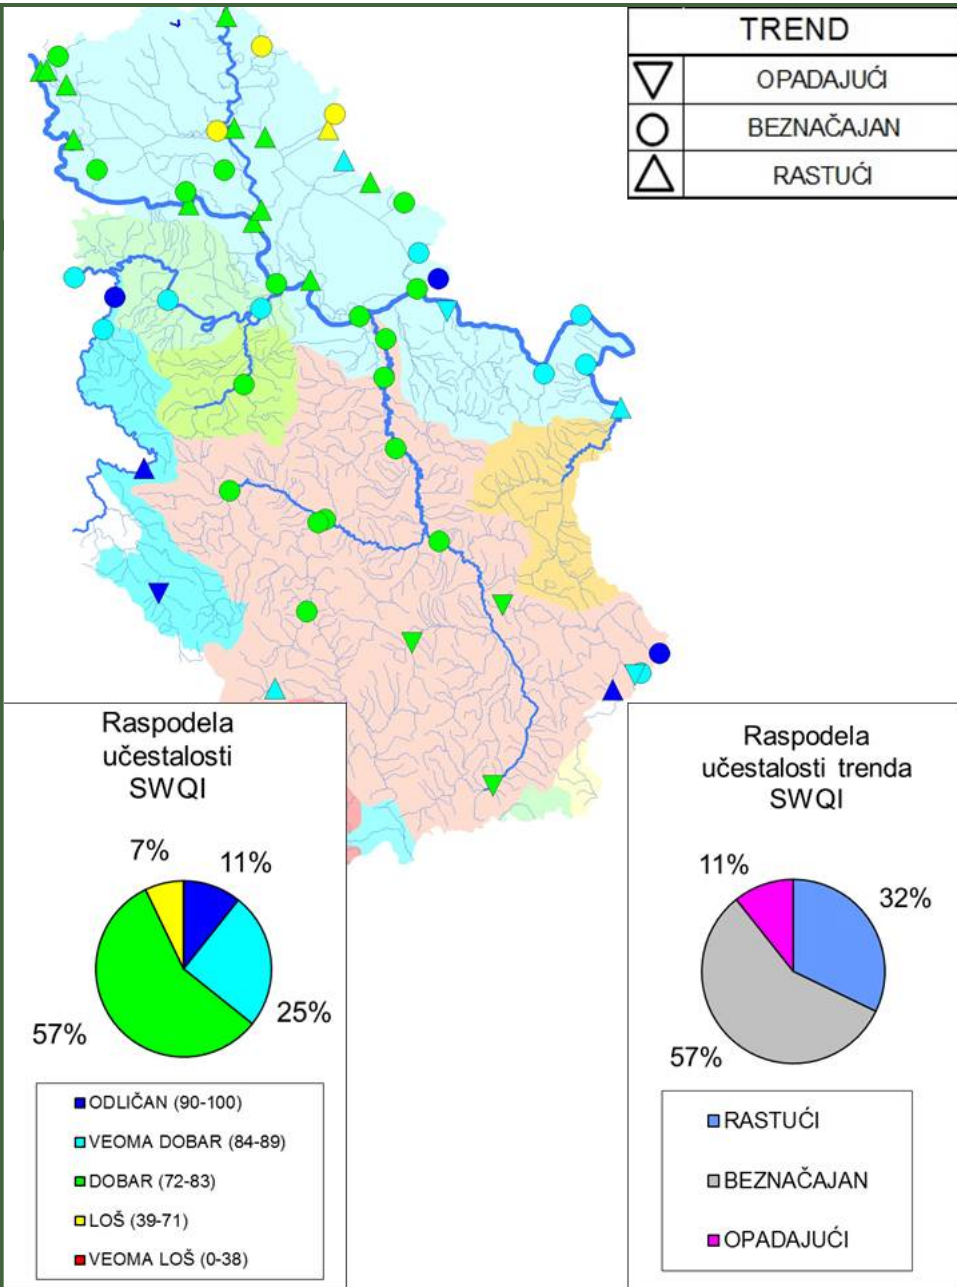 TREND
OPADAJUĆI
BEZNAČAJAN
RASTUĆI
Raspodela
učestalosti
SWQI
7%
11%
25%
57%
ODLIČAN (90-100)
VEOMA DOBAR (84-89)
DOBAR (72-83)
LOŠ (39-71)
VEOMA LOŠ (0-38)
Raspodela
učestalosti trenda
SWQI
11%
32%
57%
RASTUĆI
BEZNAČAJAN
OPADAJUĆI